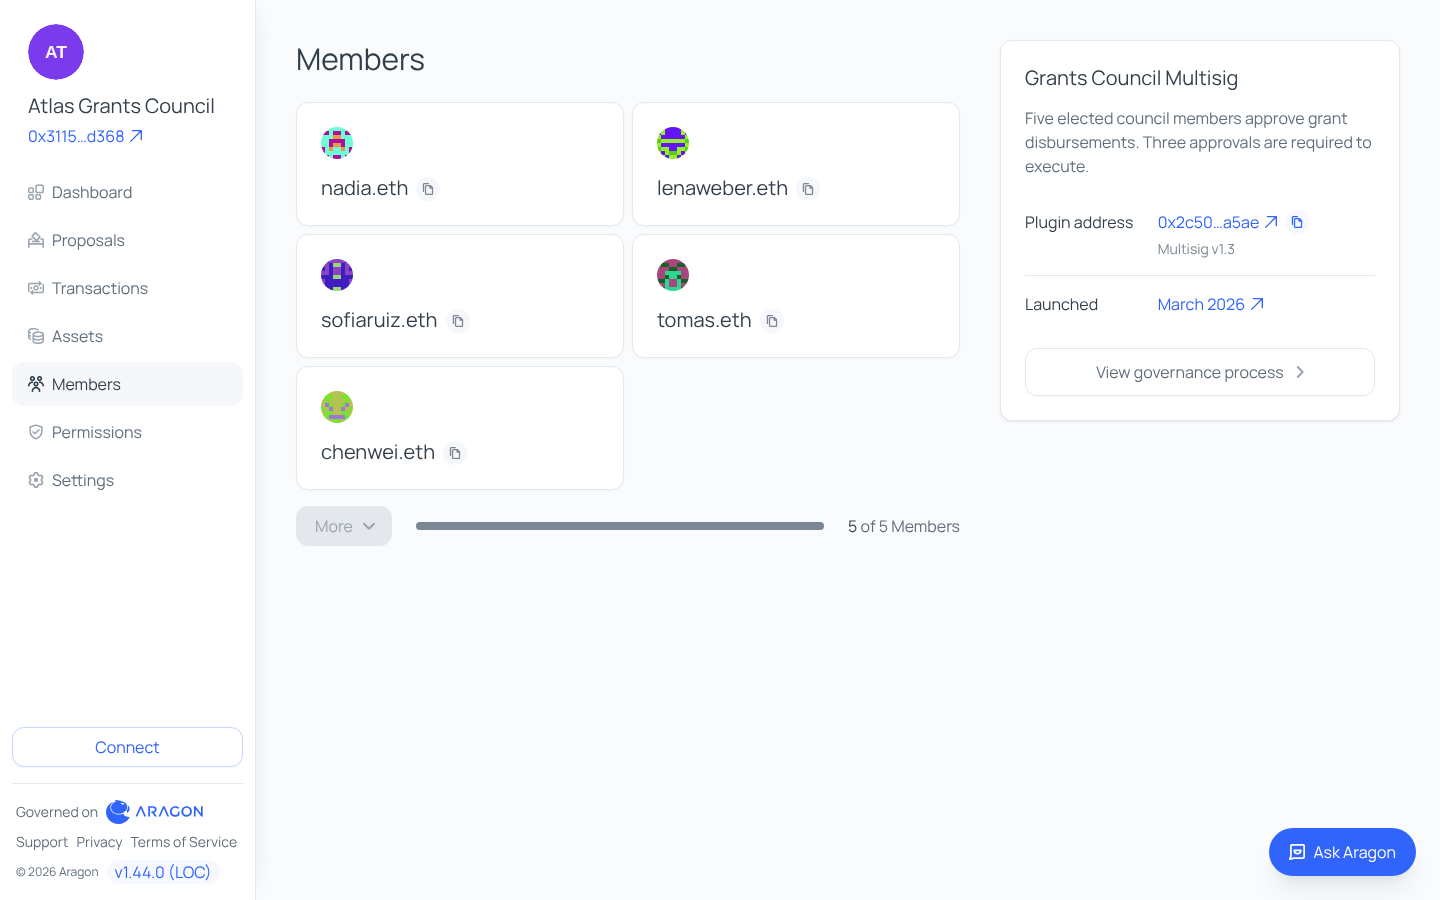 AT
Atlas Grants Council
0x3115…d368
Dashboard
Proposals
Transactions
Assets
Members
Permissions
Settings
Connect
Governed on ARAGON
Support Privacy Terms of Service
© 2026 Aragon v1.44.0 (LOC)
Members
nadia.eth
lenaweber.eth
sofiaruiz.eth
tomas.eth
chenwei.eth
More
5 of 5 Members
Grants Council Multisig
Five elected council members approve grant
disbursements. Three approvals are required to
execute.
Plugin address 0x2c50…a5ae
Multisig v1.3
Launched March 2026
View governance process
Ask Aragon